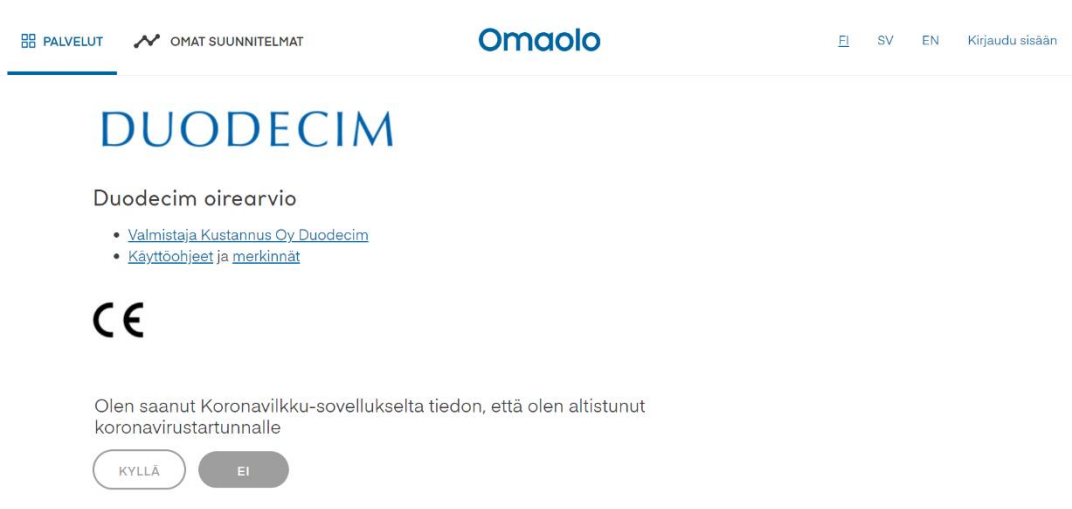 PALVELUT OMAT SUUNNITELMAT Omaolo FI SV EN Kirjaudu sisään
DUODECIM
Duodecim oirearvio
• Valmistaja Kustannus Oy Duodecim
• Käyttöohjeet ja merkinnät
CE
Olen saanut Koronavilkku-sovellukselta tiedon, että olen altistunut
koronavirustartunnalle
KYLLÄ EI